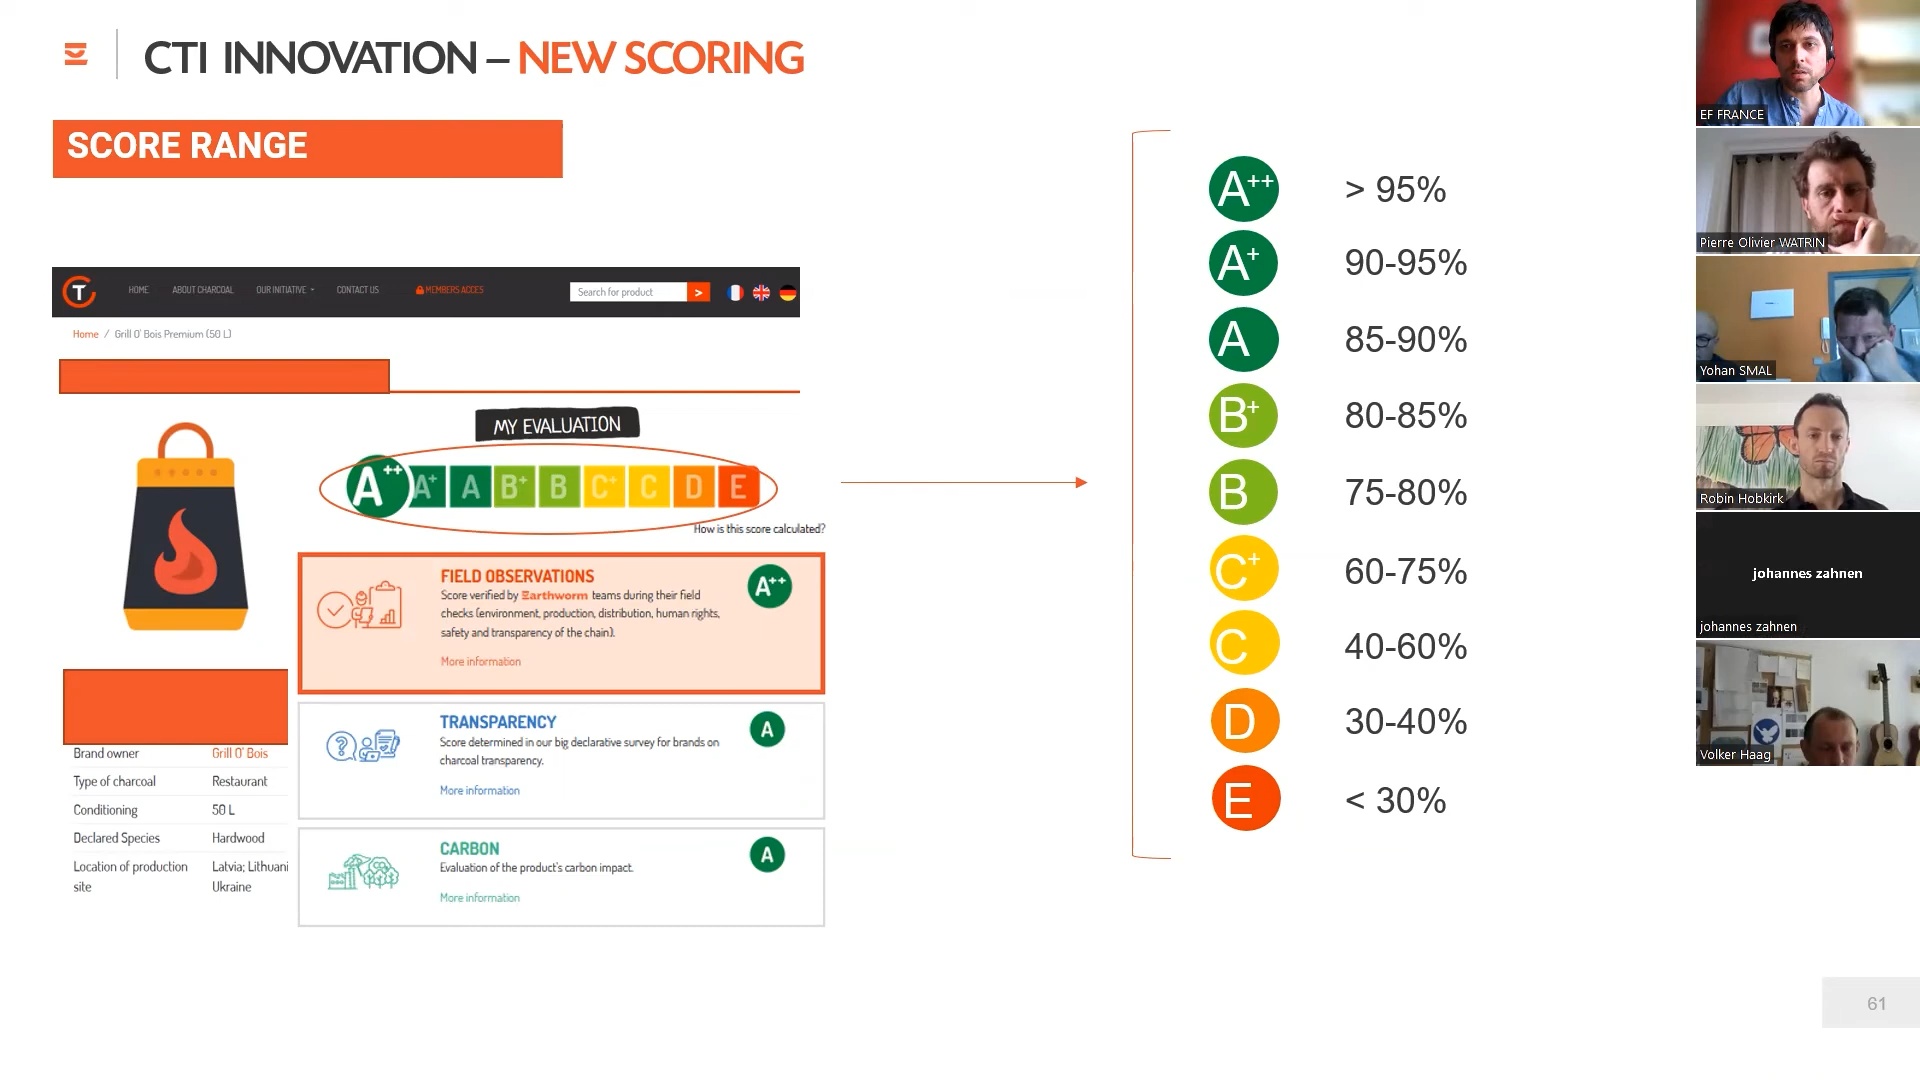 CTI INNOVATION – NEW SCORING
SCORE RANGE
T
HOME
ABOUT CHARCOAL
OUR INITIATIVE
CONTACT US
MEMBERS ACCES
Search for product
>
Home / Grill O' Bois Premium (50 L)
MY EVALUATION
A++ A+ A B+ B C+ C D E
How is this score calculated?
FIELD OBSERVATIONS
A++
Score verified by Earthworm teams during their field
checks (environment, production, distribution, human rights,
safety and transparency of the chain).
More information
TRANSPARENCY
A
Score determined in our big declarative survey for brands on
charcoal transparency.
More information
CARBON
A
Evaluation of the product's carbon impact.
More information
Brand owner Grill O' Bois
Type of charcoal Restaurant
Conditioning 50 L
Declared Species Hardwood
Location of production Latvia; Lithuani
site Ukraine
A++ > 95%
A+ 90-95%
A 85-90%
B+ 80-85%
B 75-80%
C+ 60-75%
C 40-60%
D 30-40%
E < 30%
EF FRANCE
Pierre Olivier WATRIN
Yohan SMAL
Robin Hobkirk
johannes zahnen
johannes zahnen
Volker Haag
61